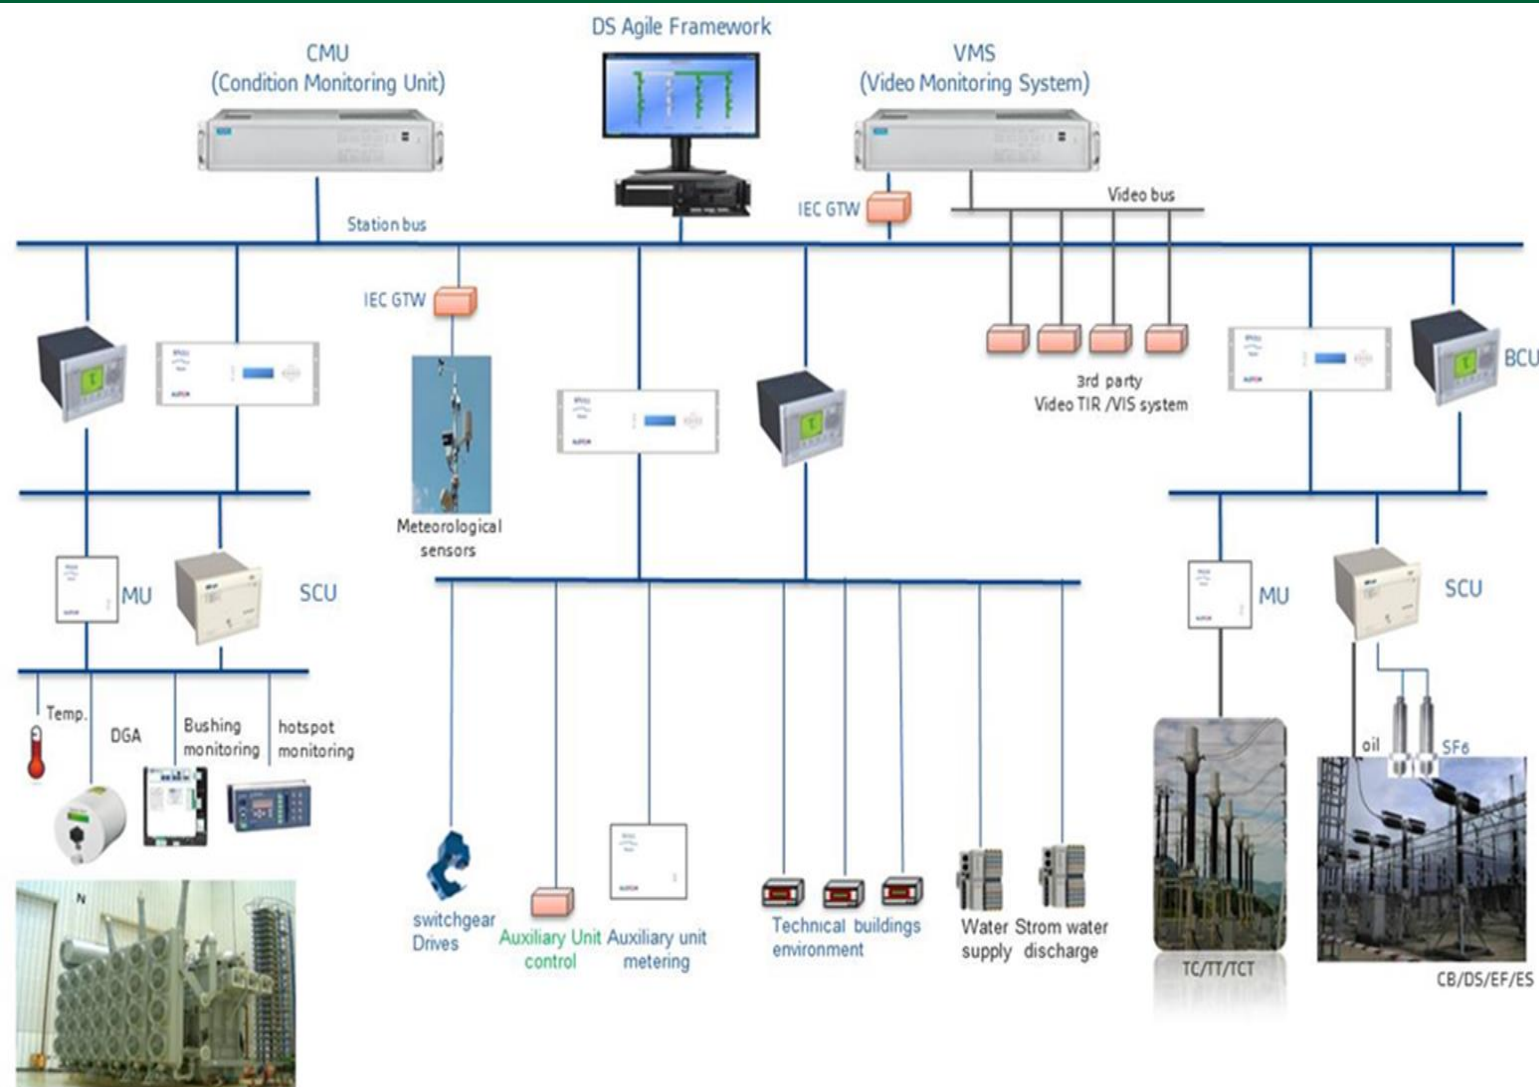 DS Agile Framework
CMU
(Condition Monitoring Unit)
VMS
(Video Monitoring System)
IEC GTW
Video bus
Station bus
IEC GTW
BCU
3rd party
Video TIR /VIS system
Meteorological
sensors
MU
SCU
MU
SCU
Temp.
DGA
Bushing
monitoring
hotspot
monitoring
oil
SF6
N
switchgear
Drives
Auxiliary Unit
control
Auxiliary unit
metering
Technical buildings
environment
Water
supply
Strom water
discharge
TC/TT/TCT
CB/DS/EF/ES